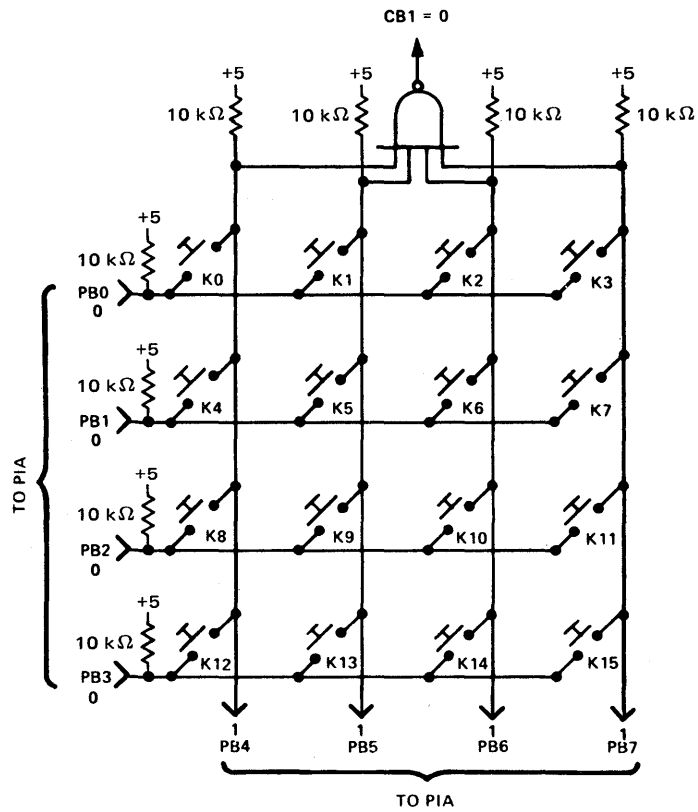 CB1 = 0
+5 +5 +5 +5
10 kΩ 10 kΩ 10 kΩ 10 kΩ
+5
10 kΩ
K0 K1 K2 K3
PB0
0
+5
10 kΩ
K4 K5 K6 K7
PB1
0
+5
10 kΩ
K8 K9 K10 K11
PB2
0
+5
10 kΩ
K12 K13 K14 K15
PB3
0
TO PIA
1 1 1 1
PB4 PB5 PB6 PB7
TO PIA